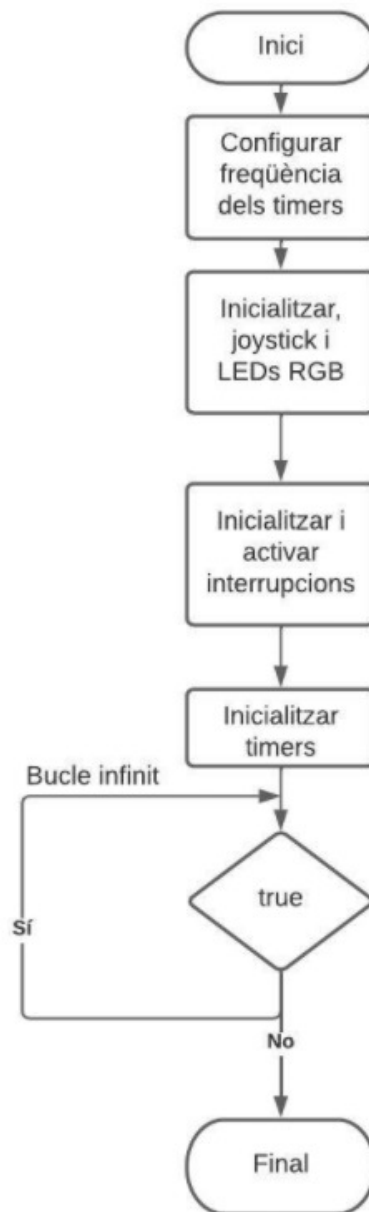 Inici
Configurar
freqüència
dels timers
Inicialitzar,
joystick i
LEDs RGB
Inicialitzar i
activar
interrupcions
Inicialitzar
timers
Bucle infinit
true
Sí
No
Final